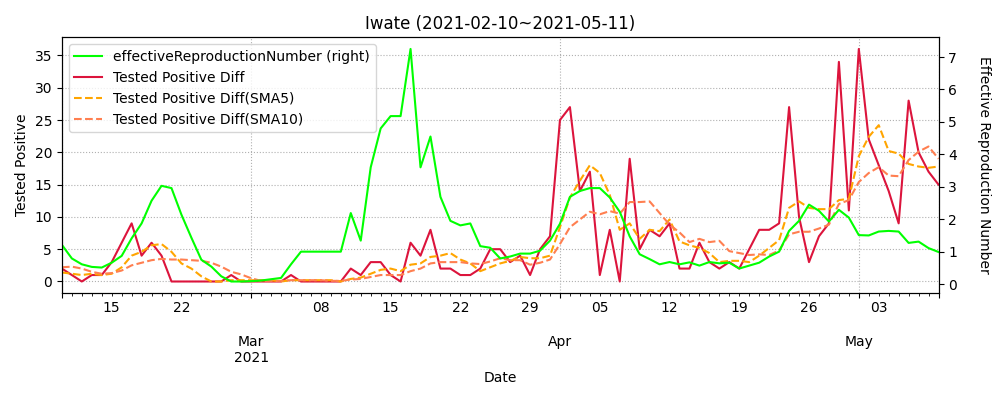 Iwate (2021-02-10~2021-05-11)
effectiveReproductionNumber (right)
Tested Positive Diff
Tested Positive Diff(SMA5)
Tested Positive Diff(SMA10)
Tested Positive
35
30
25
20
15
10
5
0
7
6
5
4
3
2
1
0
Effective Reproduction Number
15 22 08 15 22 29 05 12 19 26 03
Mar Apr May
2021
Date